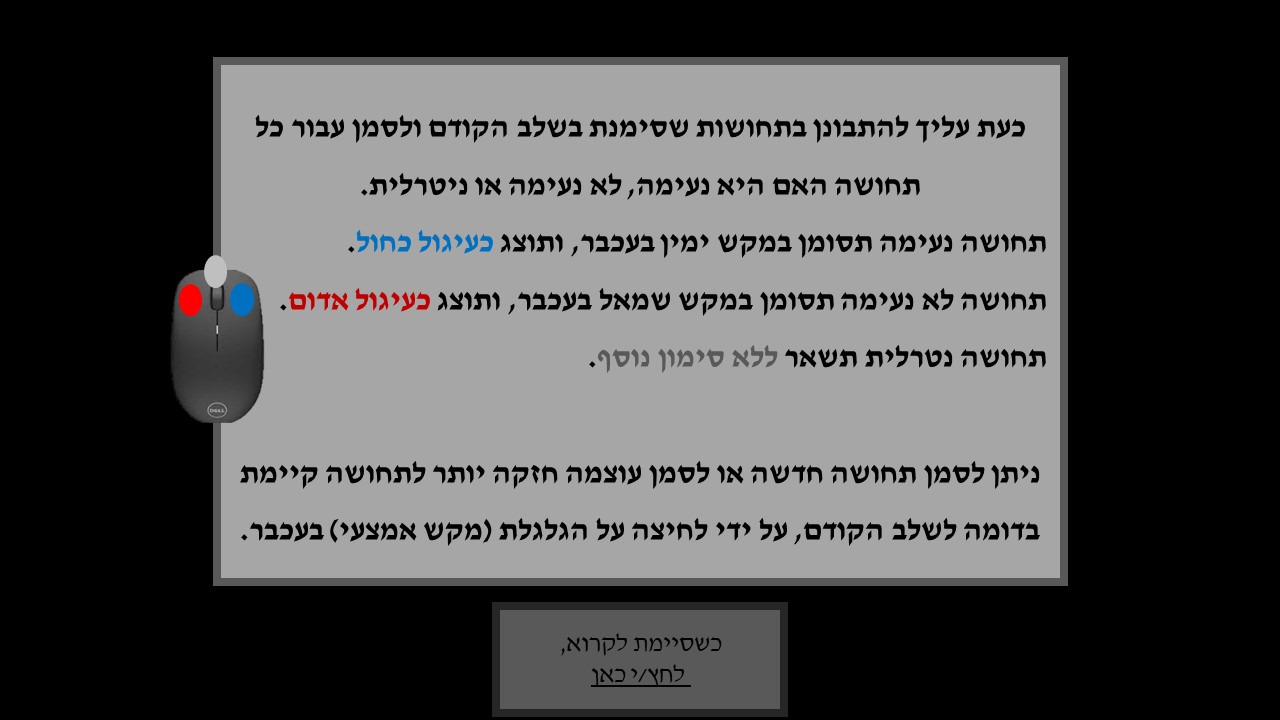 כעת עליך להתבונן בתחושות שסימנת בשלב הקודם ולסמן עבור כל
תחושה האם היא נעימה, לא נעימה או ניטרלית.
תחושה נעימה תסומן במקש ימין בעכבר, ותוצג כעיגול כחול.
תחושה לא נעימה תסומן במקש שמאל בעכבר, ותוצג כעיגול אדום.
תחושה נטרלית תשאר ללא סימון נוסף.
DELL
ניתן לסמן תחושה חדשה או לסמן עוצמה חזקה יותר לתחושה קיימת
בדומה לשלב הקודם, על ידי לחיצה על הגלגלת (מקש אמצעי) בעכבר.
כשסיימת לקרוא,
לחץ/י כאן